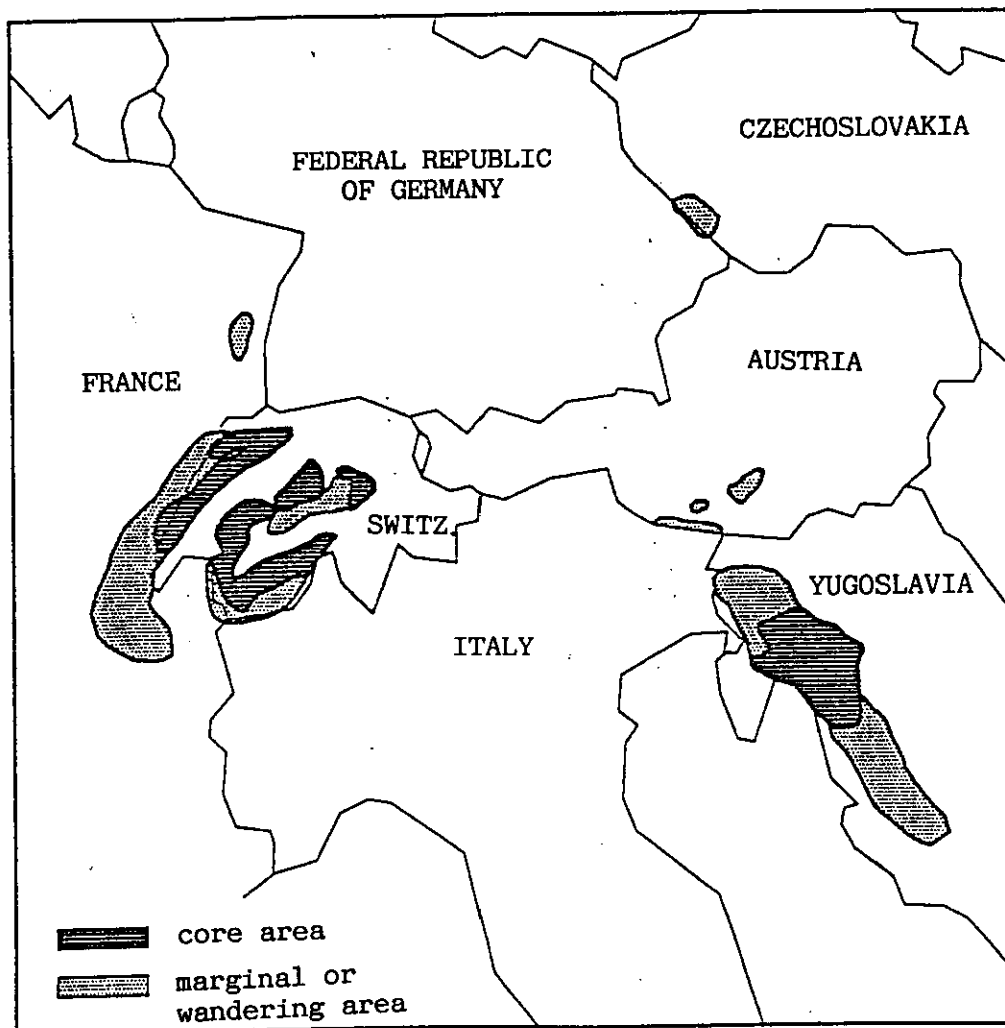 CZECHOSLOVAKIA
FEDERAL REPUBLIC
OF GERMANY
AUSTRIA
FRANCE
SWITZ.
YUGOSLAVIA
ITALY
core area
marginal or
wandering area